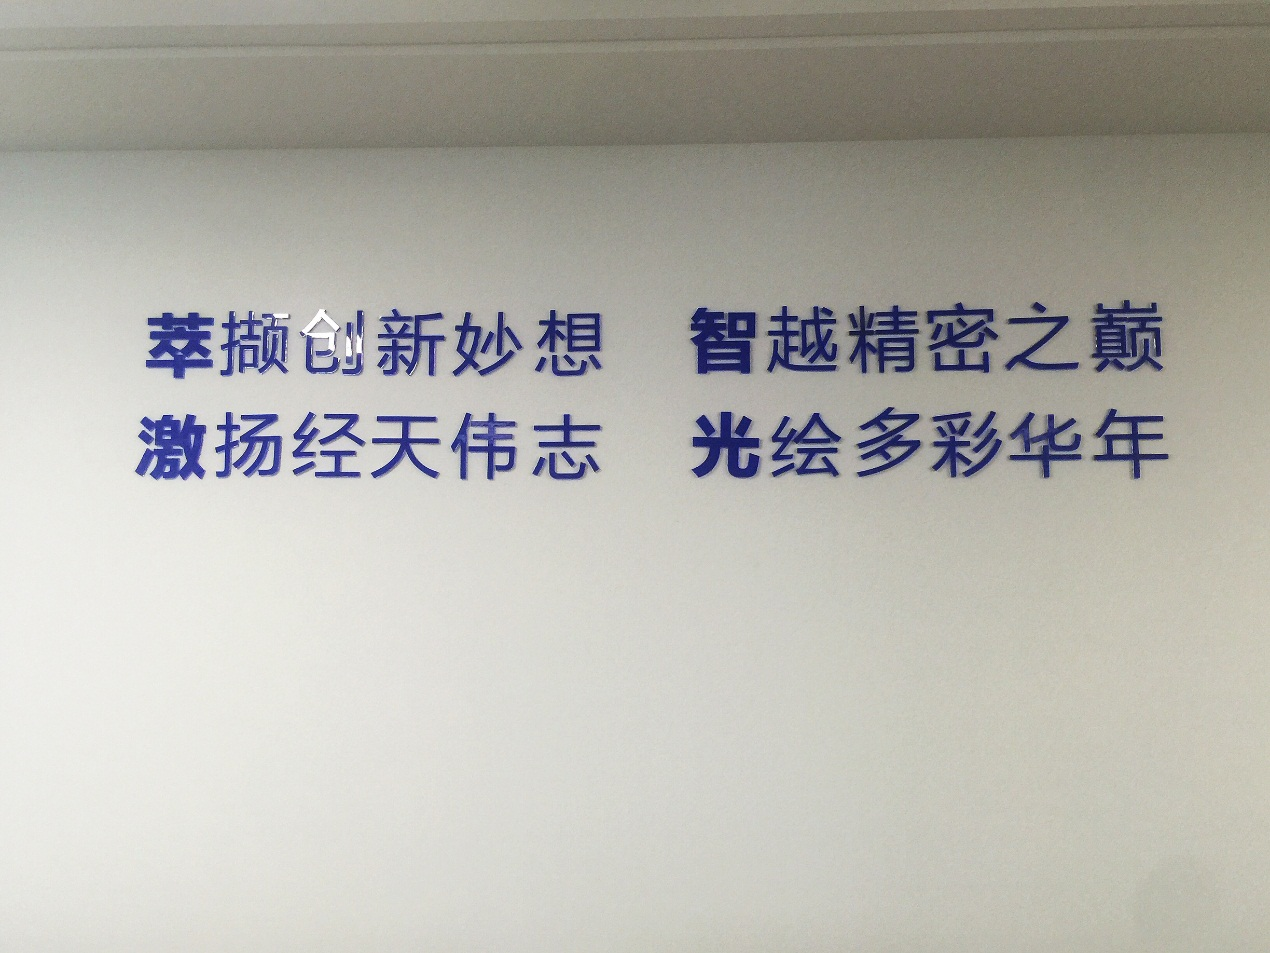 萃撷创新妙想 智越精密之巅
激扬经天伟志 光绘多彩华年